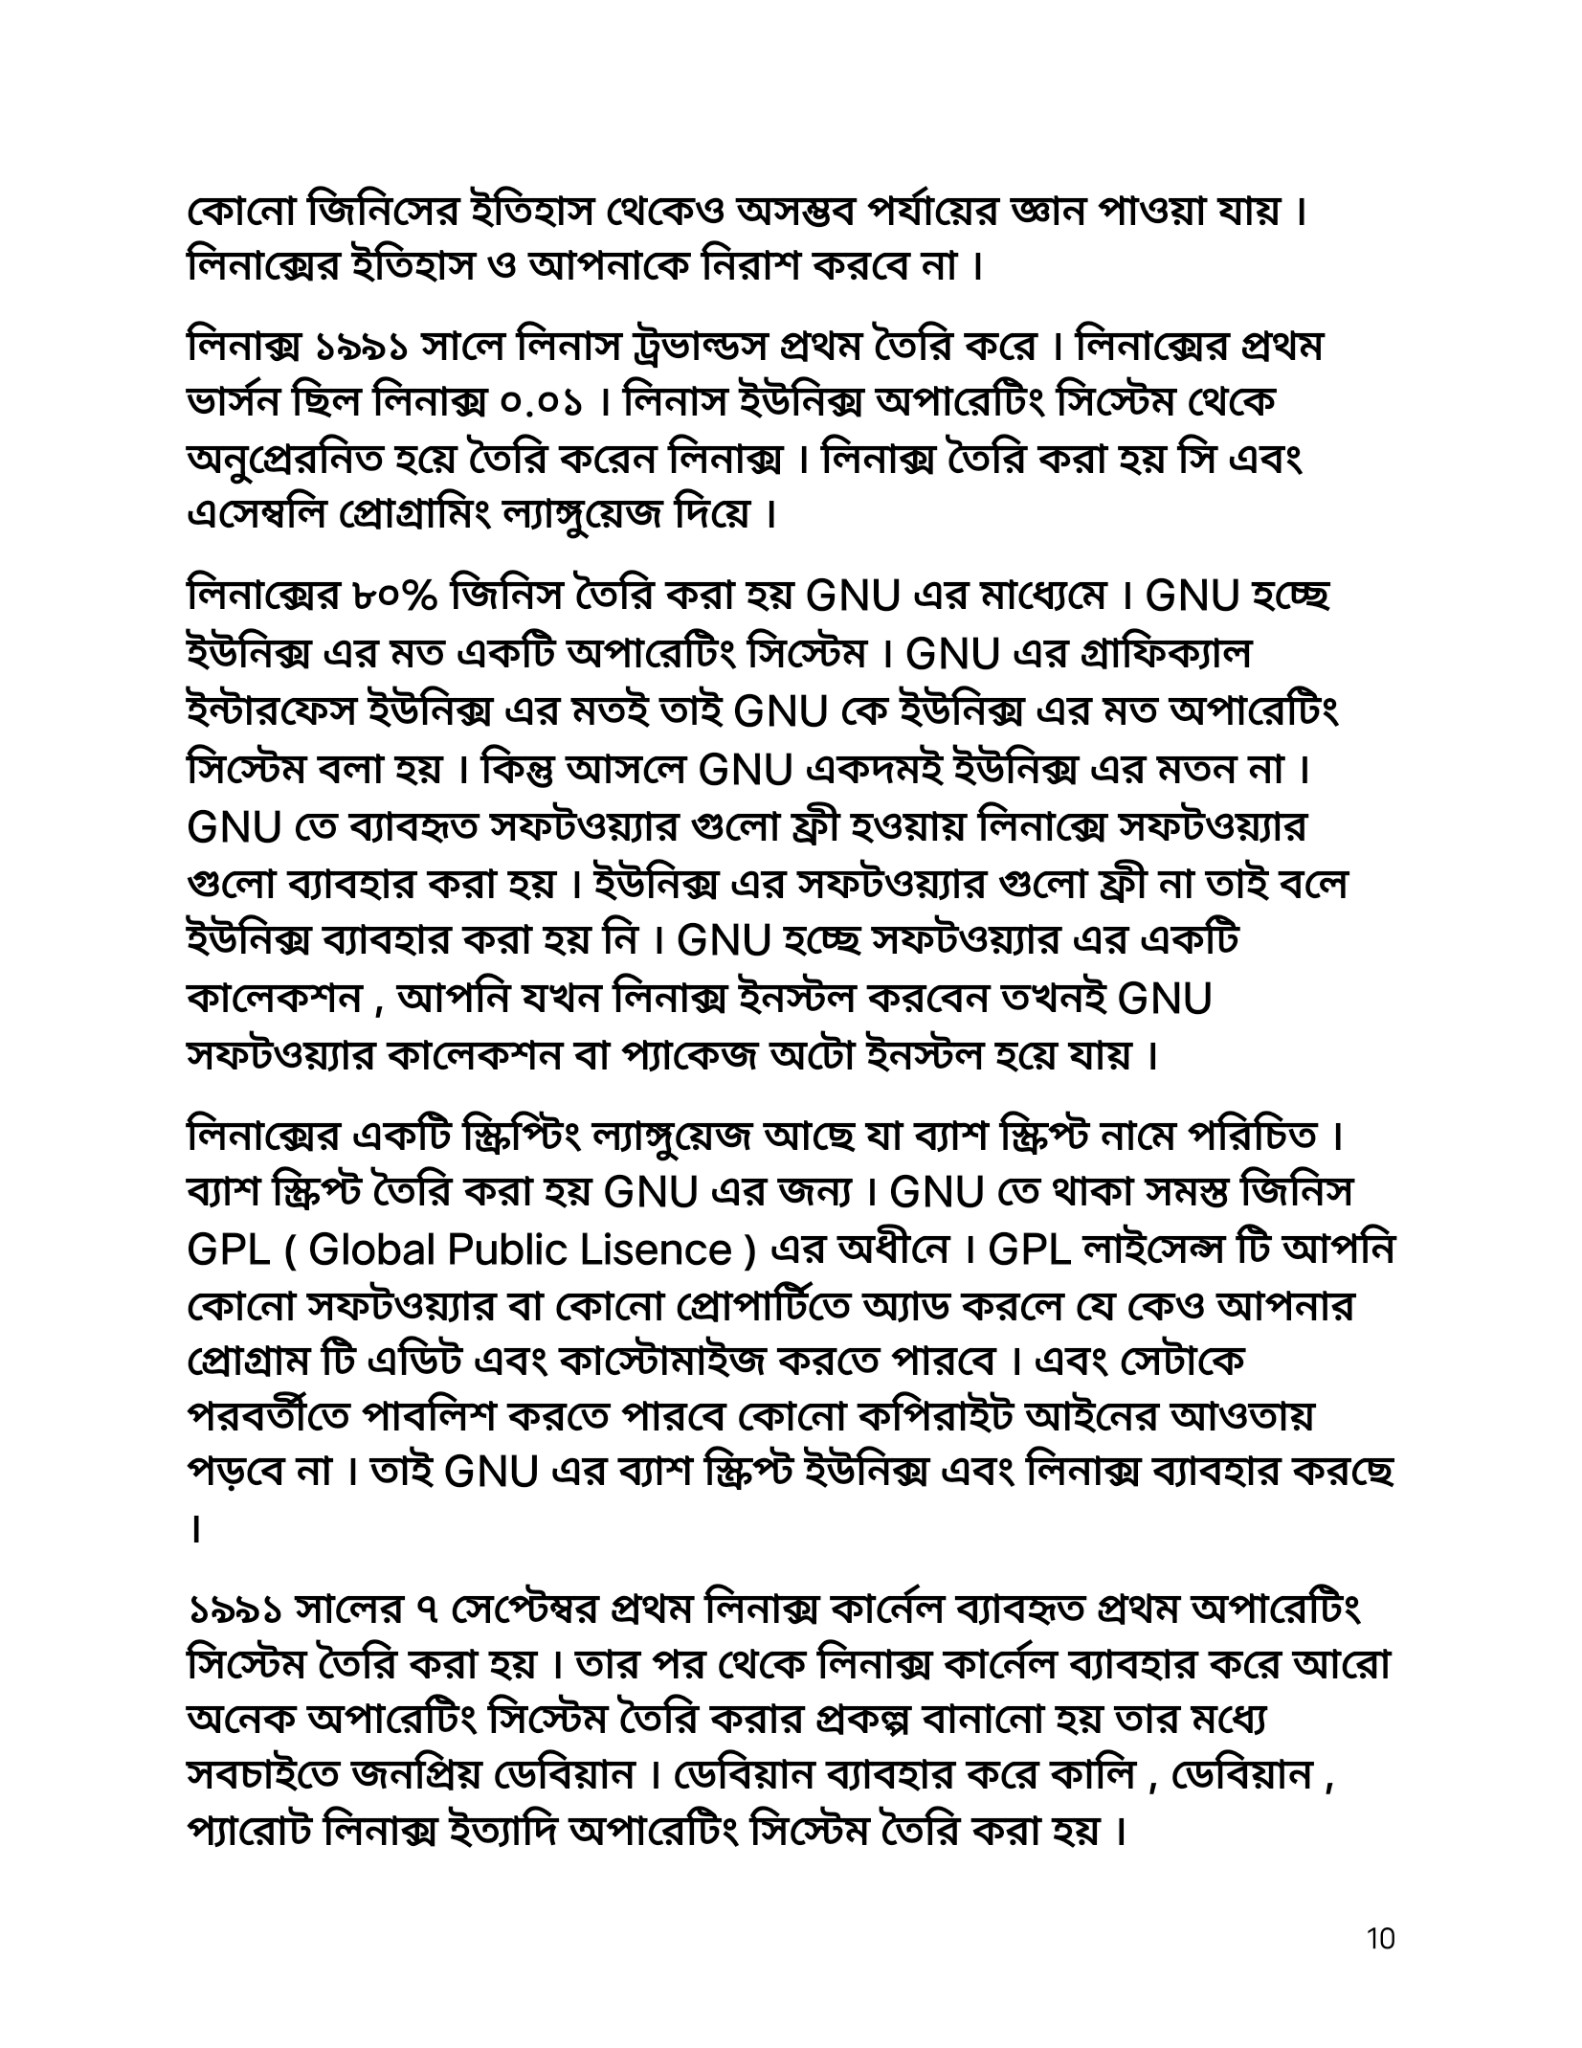 কোনো জিনিসের ইতিহাস থেকেও অসম্ভব পর্যায়ের জ্ঞান পাওয়া যায় ।
লিনাক্সের ইতিহাস ও আপনাকে নিরাশ করবে না ।
লিনাক্স ১৯৯১ সালে লিনাস ট্রভাল্ডস প্রথম তৈরি করে । লিনাক্সের প্রথম
ভার্সন ছিল লিনাক্স ০.০১ । লিনাস ইউনিক্স অপারেটিং সিস্টেম থেকে
অনুপ্রেরনিত হয়ে তৈরি করেন লিনাক্স । লিনাক্স তৈরি করা হয় সি এবং
এসেম্বলি প্রোগ্রামিং ল্যাঙ্গুয়েজ দিয়ে ।
লিনাক্সের ৮০% জিনিস তৈরি করা হয় GNU এর মাধ্যেমে । GNU হচ্ছে
ইউনিক্স এর মত একটি অপারেটিং সিস্টেম । GNU এর গ্রাফিক্যাল
ইন্টারফেস ইউনিক্স এর মতই তাই GNU কে ইউনিক্স এর মত অপারেটিং
সিস্টেম বলা হয় । কিন্তু আসলে GNU একদমই ইউনিক্স এর মতন না ।
GNU তে ব্যাবহৃত সফটওয়্যার গুলো ফ্রী হওয়ায় লিনাক্সে সফটওয়্যার
গুলো ব্যাবহার করা হয় । ইউনিক্স এর সফটওয়্যার গুলো ফ্রী না তাই বলে
ইউনিক্স ব্যাবহার করা হয় নি । GNU হচ্ছে সফটওয়্যার এর একটি
কালেকশন , আপনি যখন লিনাক্স ইনস্টল করবেন তখনই GNU
সফটওয়্যার কালেকশন বা প্যাকেজ অটো ইনস্টল হয়ে যায় ।
লিনাক্সের একটি স্ক্রিপ্টিং ল্যাঙ্গুয়েজ আছে যা ব্যাশ স্ক্রিপ্ট নামে পরিচিত ।
ব্যাশ স্ক্রিপ্ট তৈরি করা হয় GNU এর জন্য । GNU তে থাকা সমস্ত জিনিস
GPL ( Global Public Lisence ) এর অধীনে । GPL লাইসেন্স টি আপনি
কোনো সফটওয়্যার বা কোনো প্রোপার্টিতে অ্যাড করলে যে কেও আপনার
প্রোগ্রাম টি এডিট এবং কাস্টোমাইজ করতে পারবে । এবং সেটাকে
পরবর্তীতে পাবলিশ করতে পারবে কোনো কপিরাইট আইনের আওতায়
পড়বে না । তাই GNU এর ব্যাশ স্ক্রিপ্ট ইউনিক্স এবং লিনাক্স ব্যাবহার করছে
।
১৯৯১ সালের ৭ সেপ্টেম্বর প্রথম লিনাক্স কার্নেল ব্যাবহৃত প্রথম অপারেটিং
সিস্টেম তৈরি করা হয় । তার পর থেকে লিনাক্স কার্নেল ব্যাবহার করে আরো
অনেক অপারেটিং সিস্টেম তৈরি করার প্রকল্প বানানো হয় তার মধ্যে
সবচাইতে জনপ্রিয় ডেবিয়ান । ডেবিয়ান ব্যাবহার করে কালি , ডেবিয়ান ,
প্যারোট লিনাক্স ইত্যাদি অপারেটিং সিস্টেম তৈরি করা হয় ।
10